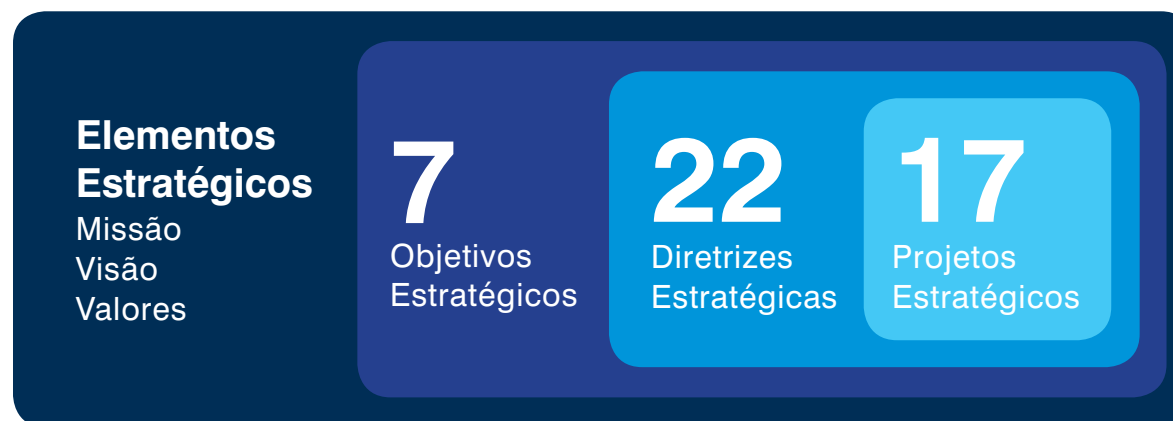 Elementos
Estratégicos
Missão
Visão
Valores
7
Objetivos
Estratégicos
22
Diretrizes
Estratégicas
17
Projetos
Estratégicos